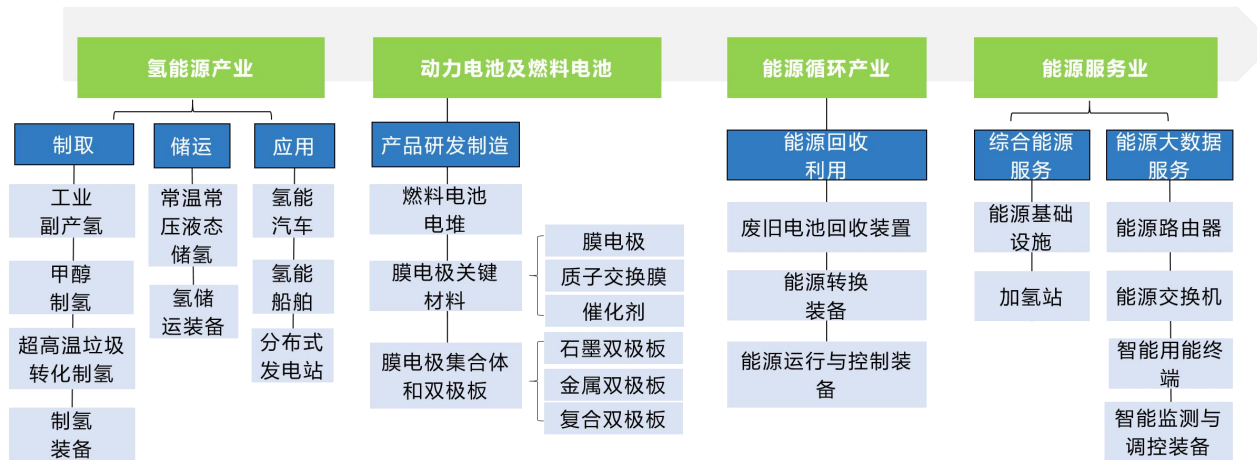 氢能源产业
动力电池及燃料电池
能源循环产业
能源服务业
制取
储运
应用
产品研发制造
能源回收
利用
综合能源
服务
能源大数据
服务
工业
副产氢
甲醇
制氢
超高温垃圾
转化制氢
制氢
装备
常温常
压液态
储氢
氢储
运装备
氢能
汽车
氢能
船舶
分布式
发电站
燃料电池
电堆
膜电极关键
材料
膜电极
质子交换膜
催化剂
膜电极集合体
和双极板
石墨双极板
金属双极板
复合双极板
废旧电池回收装置
能源转换
装备
能源运行与控制装
备
能源基础
设施
加氢站
能源路由器
能源交换机
智能用能终
端
智能监测与
调控装备